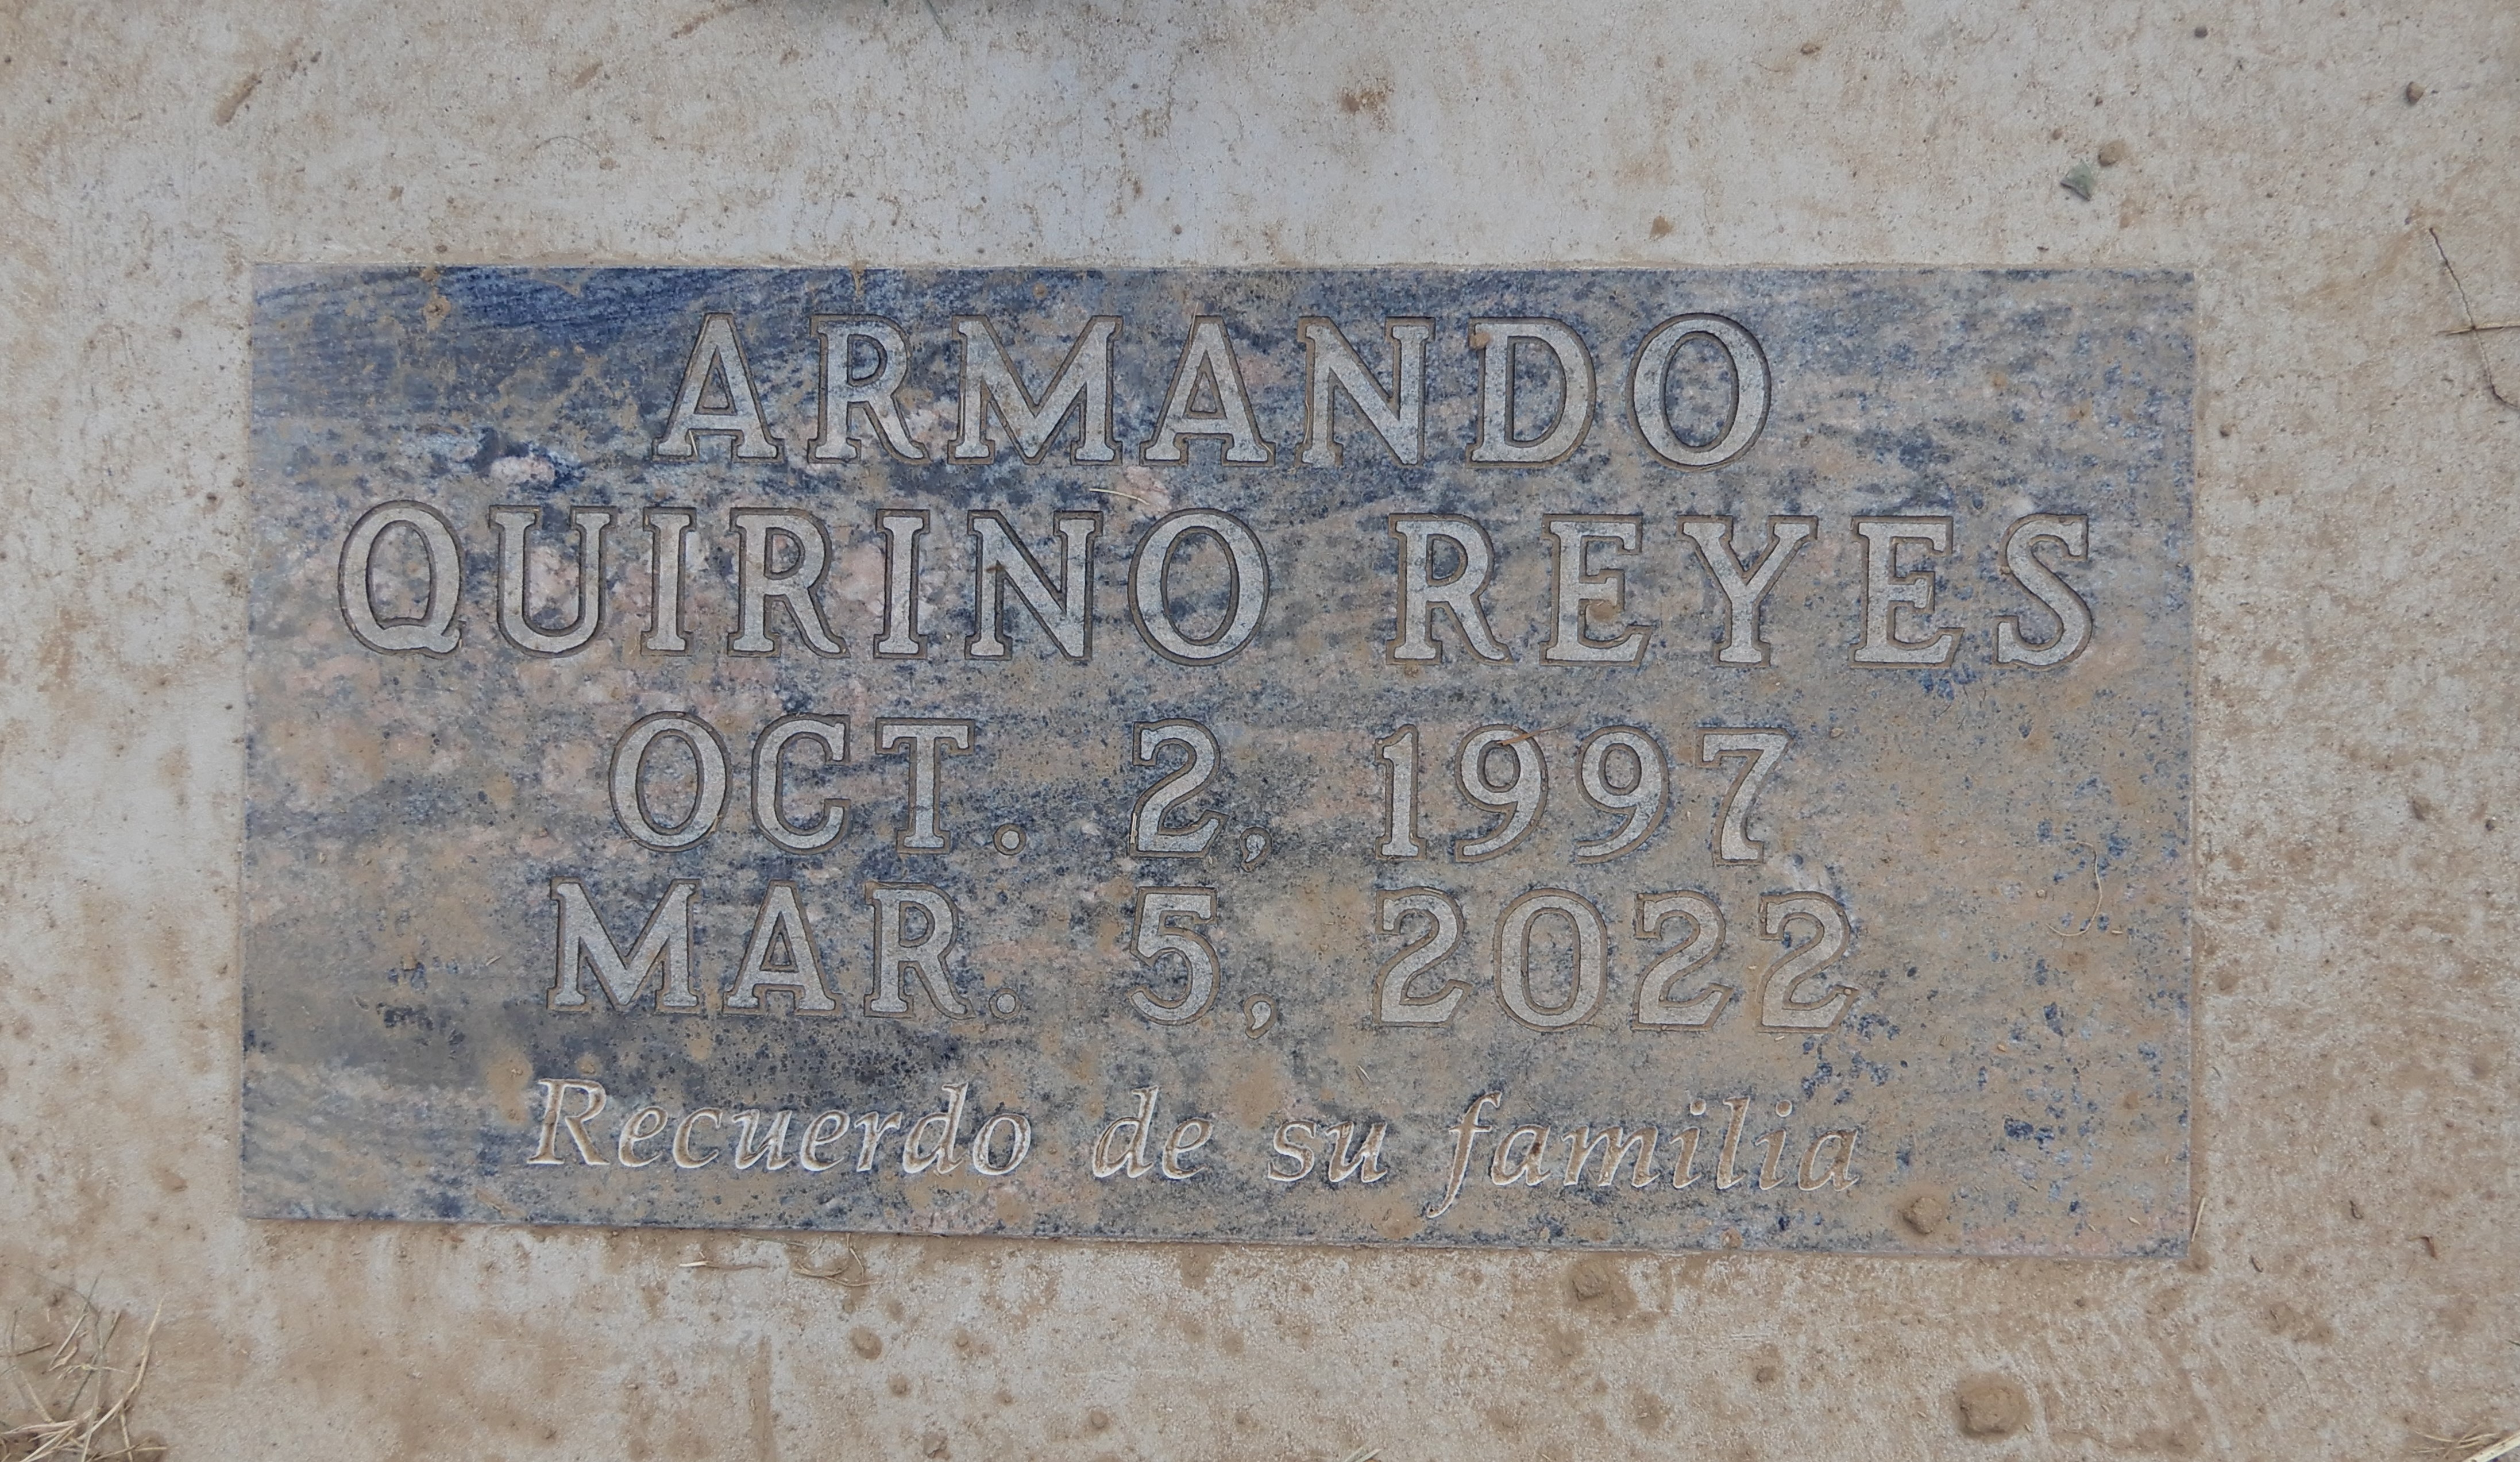 ARMANDO
QUIRINO REYES
OCT. 2, 1997
MAR. 5, 2022
Recuerdo de su familia